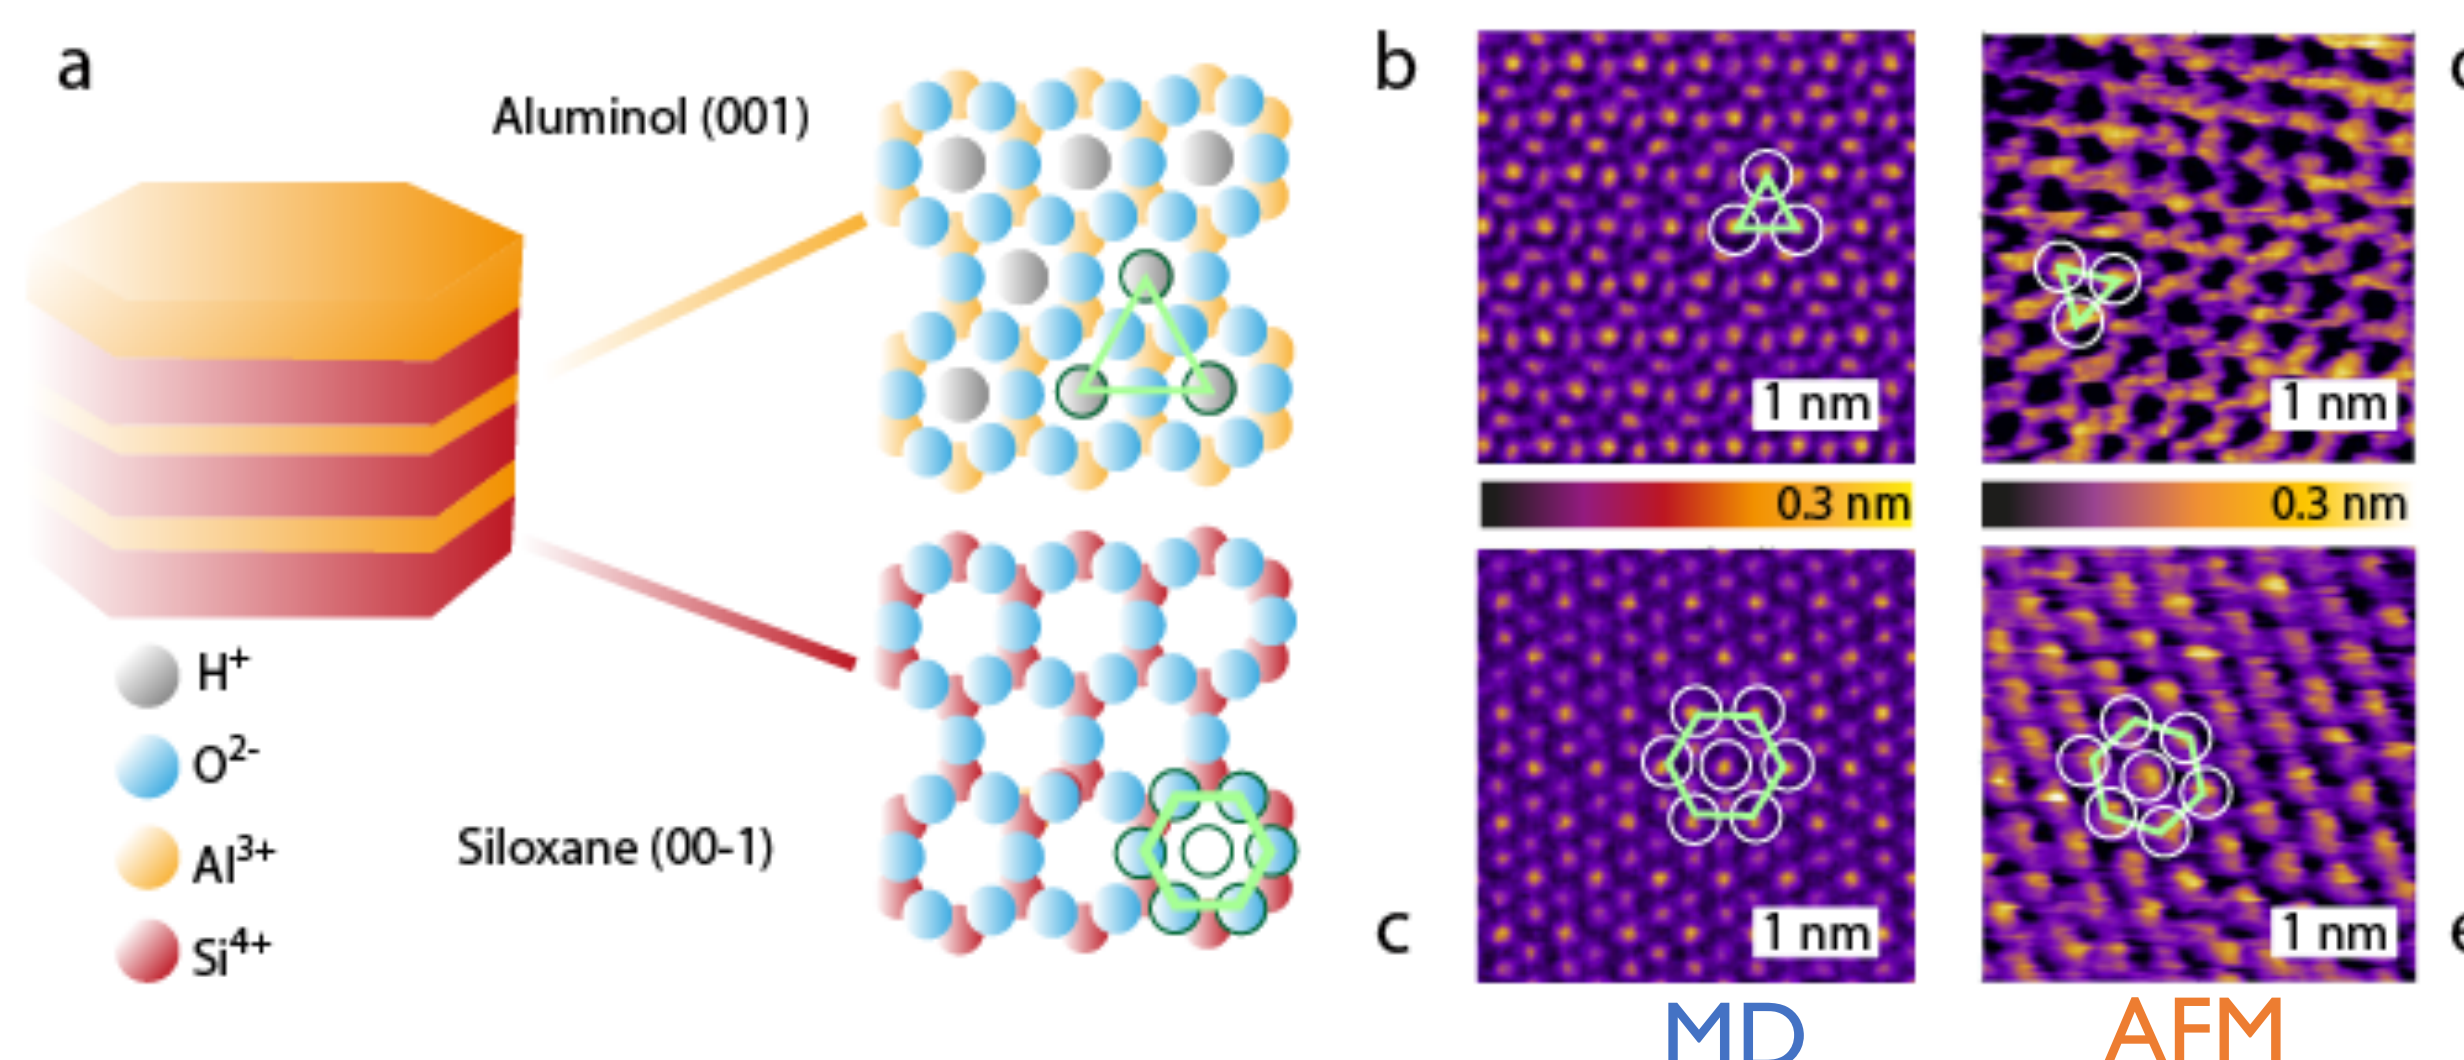 a
Aluminol (001)
H+
O2-
Al3+
Si4+
Siloxane (00-1)
b
1 nm
1 nm
0.3 nm
0.3 nm
c
1 nm
1 nm
MD
AFM